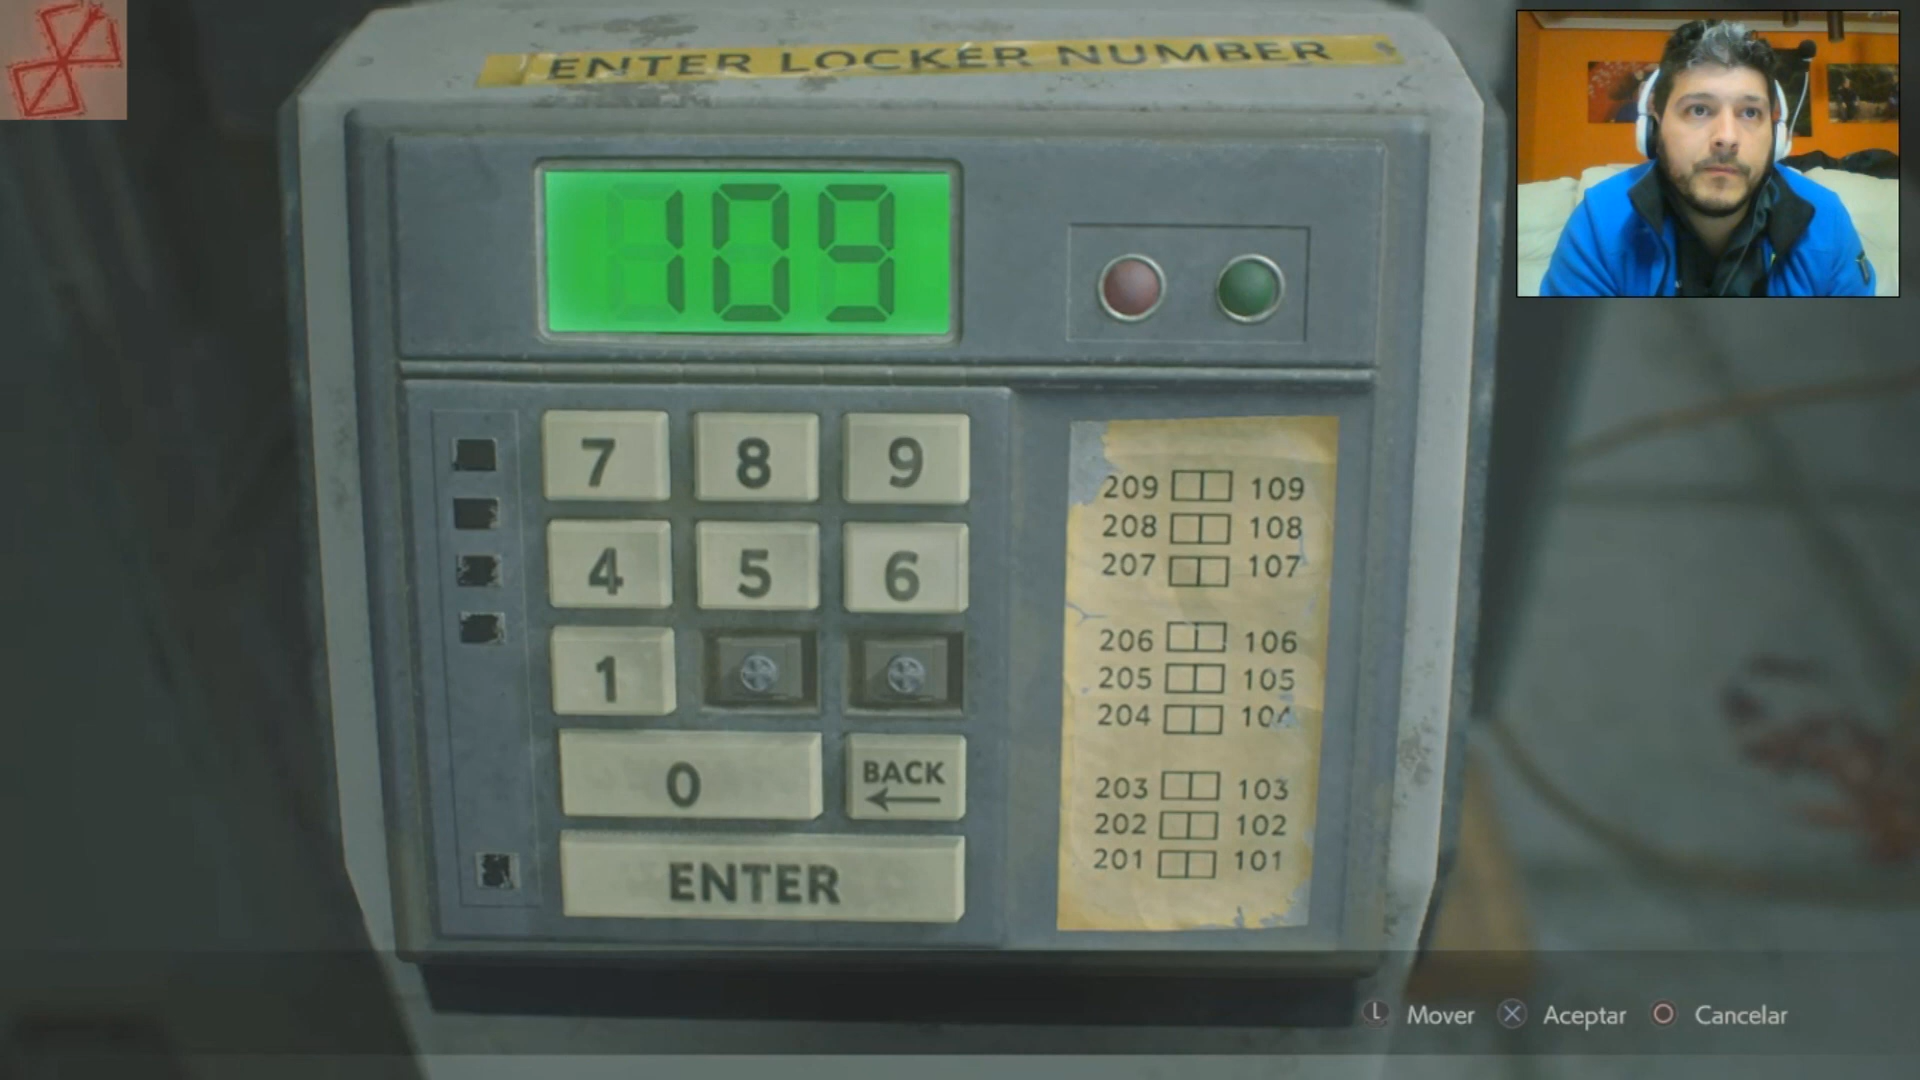 ENTER LOCKER NUMBER
109
7 8 9
4 5 6
1
0 BACK
ENTER
209 109
208 108
207 107
206 106
205 105
204 104
203 103
202 102
201 101
L Mover Aceptar Cancelar